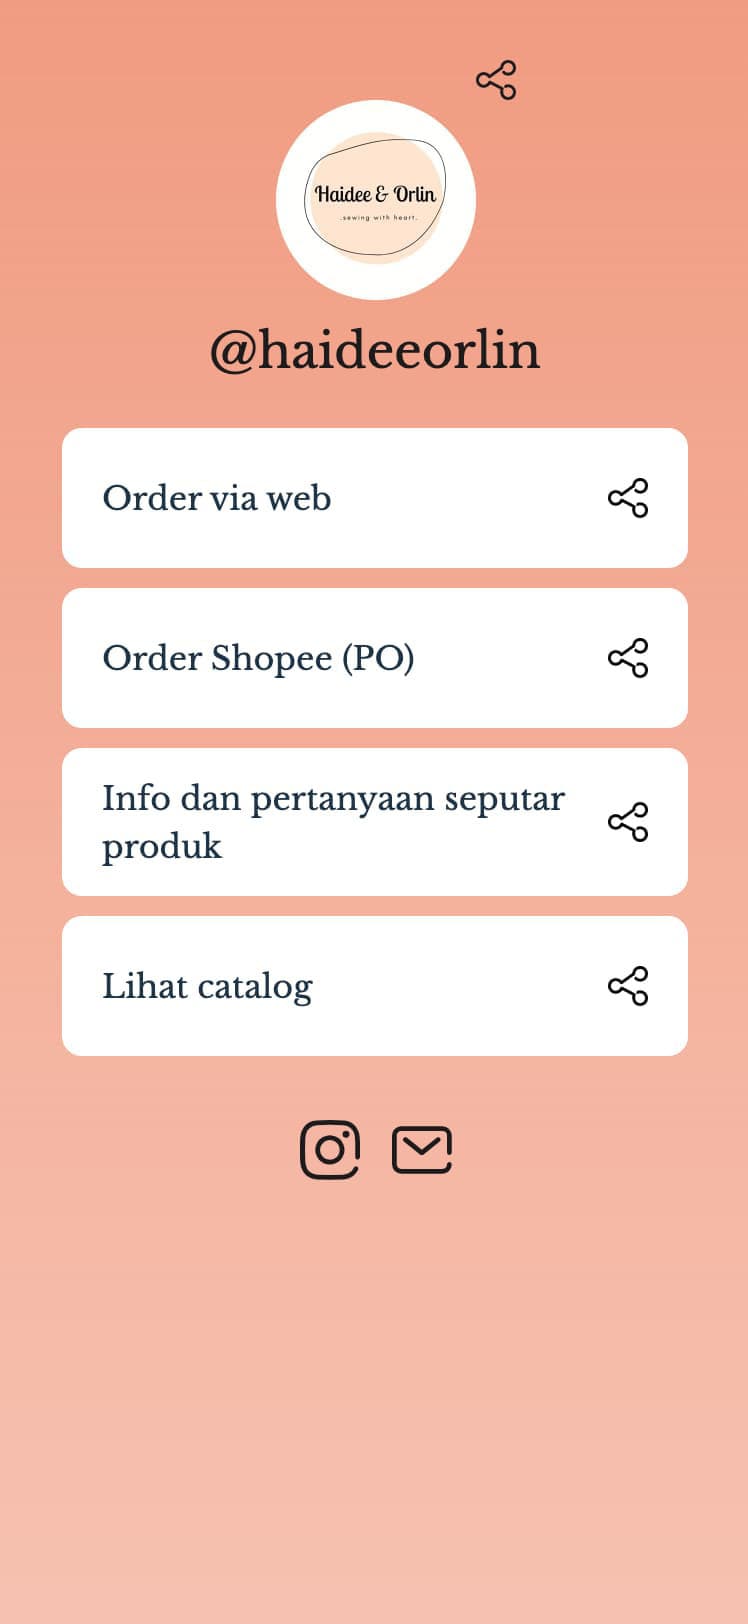 Haidee & Orlin
.sewing with heart.
@haideeorlin
Order via web
Order Shopee (PO)
Info dan pertanyaan seputar
produk
Lihat catalog